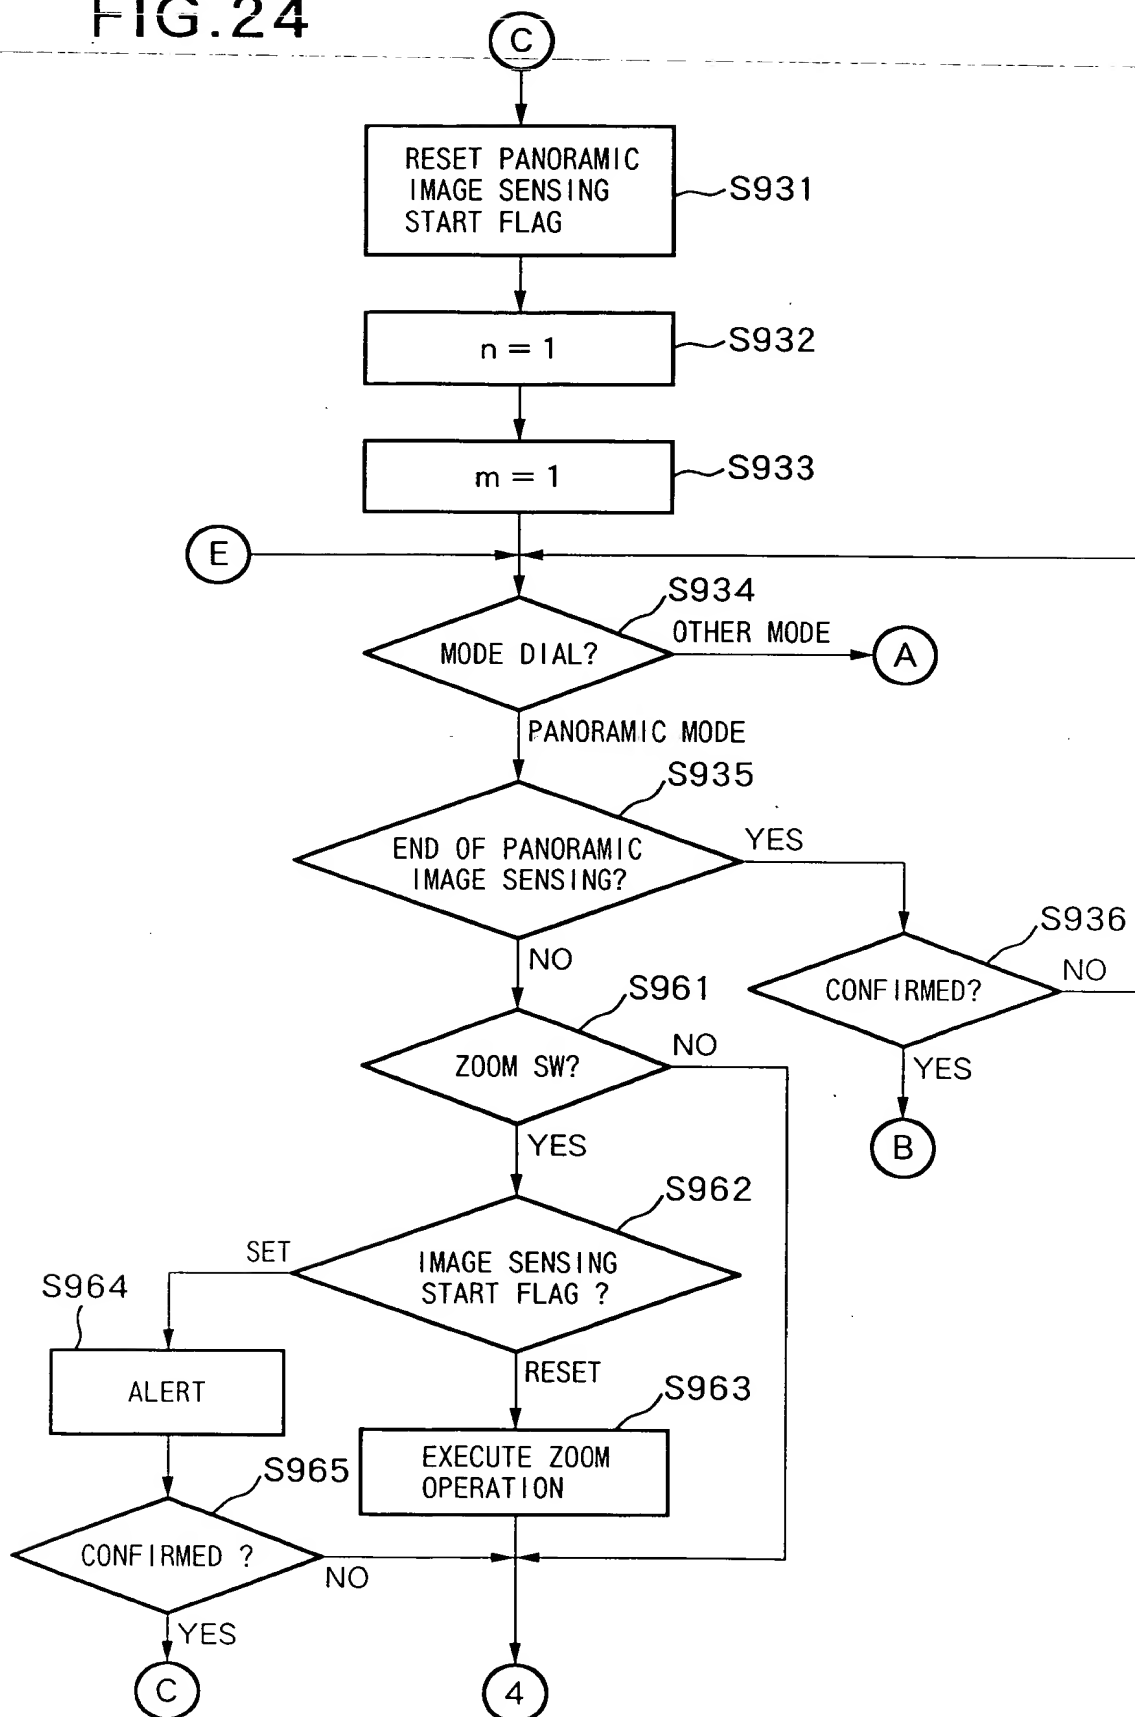 FIG.24
C
RESET PANORAMIC
IMAGE SENSING
START FLAG
S931
n = 1
S932
m = 1
S933
E
S934
MODE DIAL?
OTHER MODE
A
PANORAMIC MODE
S935
END OF PANORAMIC
IMAGE SENSING?
YES
S936
CONFIRMED?
NO
NO
S961
ZOOM SW?
NO
YES
B
YES
S962
IMAGE SENSING
START FLAG ?
SET
S964
ALERT
RESET
S963
EXECUTE ZOOM
OPERATION
S965
CONFIRMED ?
NO
YES
C
4